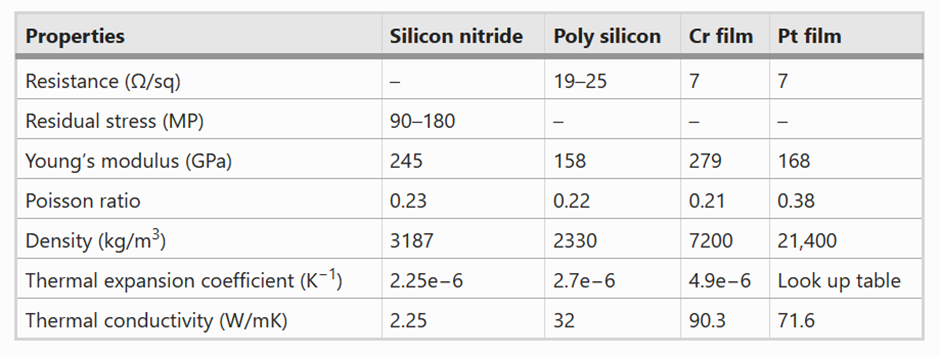 Properties Silicon nitride Poly silicon Cr film Pt film
Resistance (Ω/sq) – 19–25 7 7
Residual stress (MP) 90–180 – – –
Young’s modulus (GPa) 245 158 279 168
Poisson ratio 0.23 0.22 0.21 0.38
Density (kg/m³) 3187 2330 7200 21,400
Thermal expansion coefficient (K⁻¹) 2.25e−6 2.7e−6 4.9e−6 Look up table
Thermal conductivity (W/mK) 2.25 32 90.3 71.6